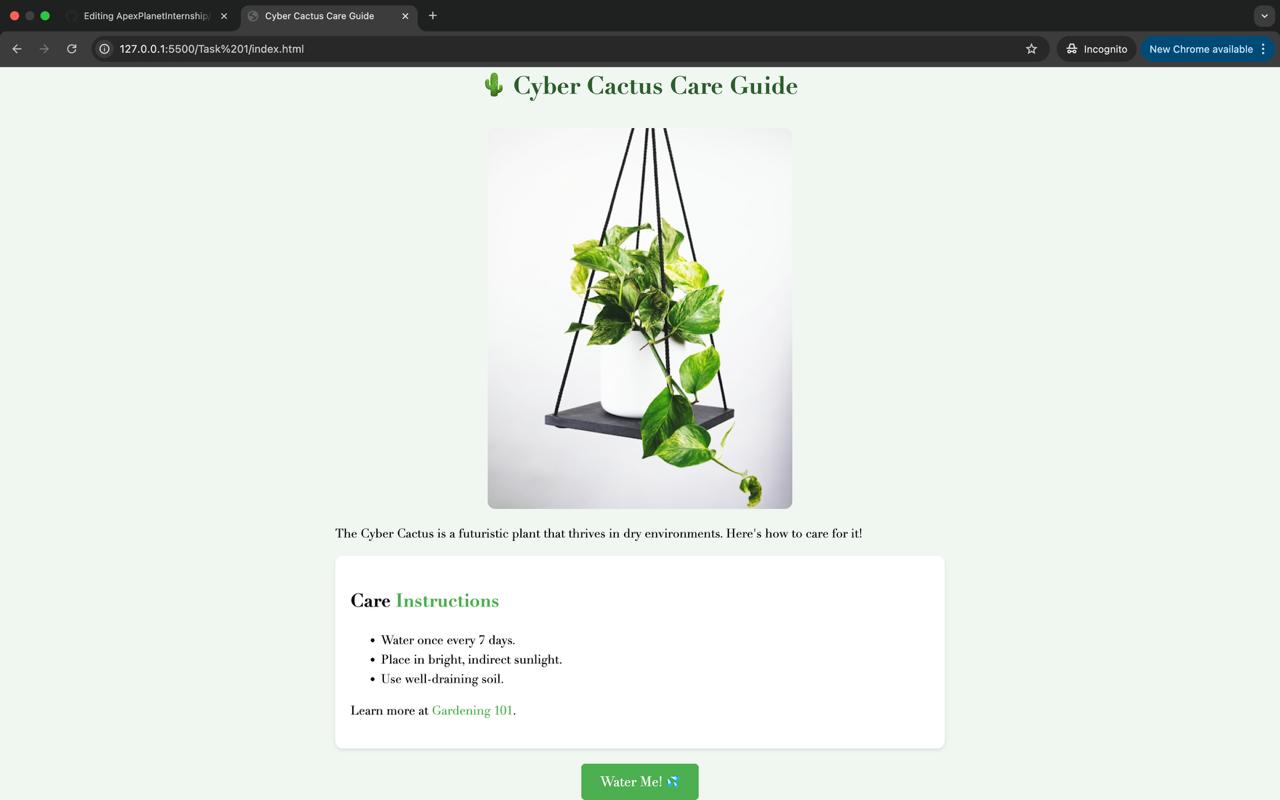 Editing ApexPlanetInternship/
Cyber Cactus Care Guide
127.0.0.1:5500/Task%201/index.html
Incognito
New Chrome available
🌵 Cyber Cactus Care Guide
The Cyber Cactus is a futuristic plant that thrives in dry environments. Here's how to care for it!
Care Instructions
• Water once every 7 days.
• Place in bright, indirect sunlight.
• Use well-draining soil.
Learn more at Gardening 101.
Water Me! 💦